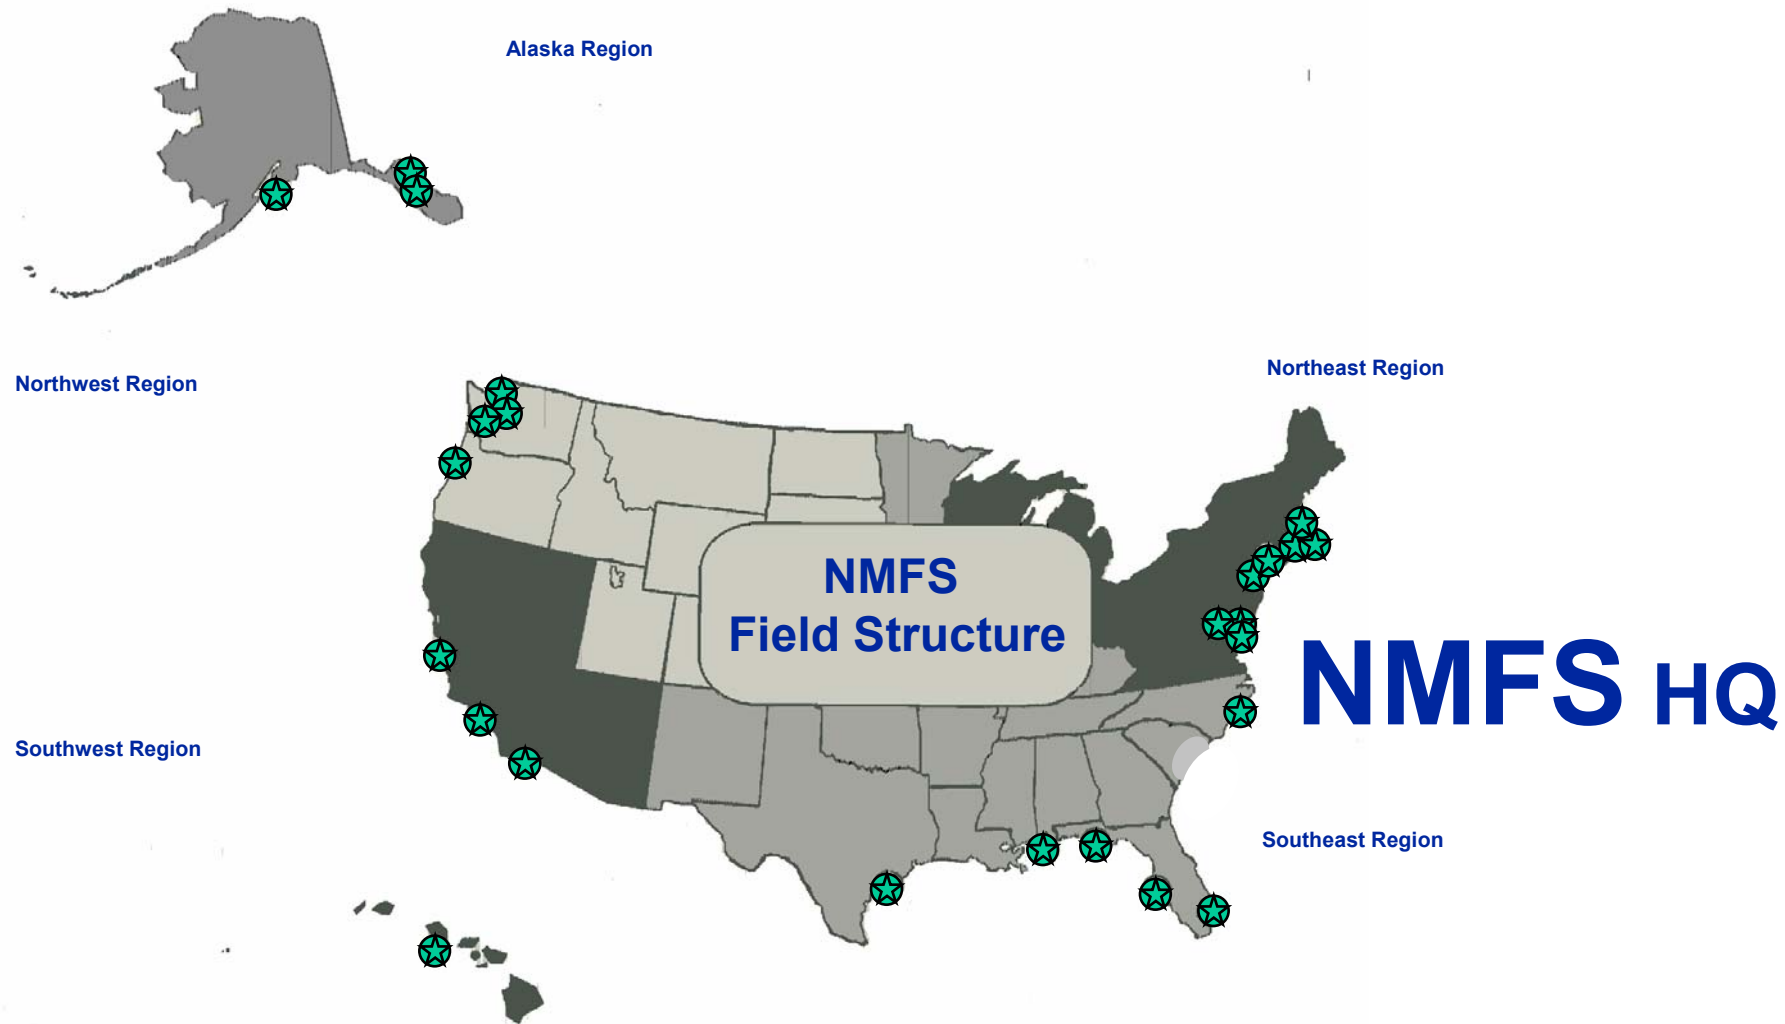 Alaska Region
Northeast Region
Northwest Region
NMFS
Field Structure
NMFS HQ
Southwest Region
Southeast Region